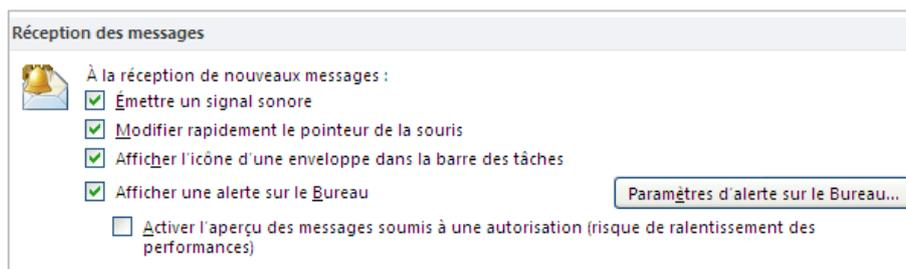 Réception des messages
À la réception de nouveaux messages :
Émettre un signal sonore
Modifier rapidement le pointeur de la souris
Afficher l'icône d'une enveloppe dans la barre des tâches
Afficher une alerte sur le Bureau
Paramètres d'alerte sur le Bureau...
Activer l'aperçu des messages soumis à une autorisation (risque de ralentissement des
performances)